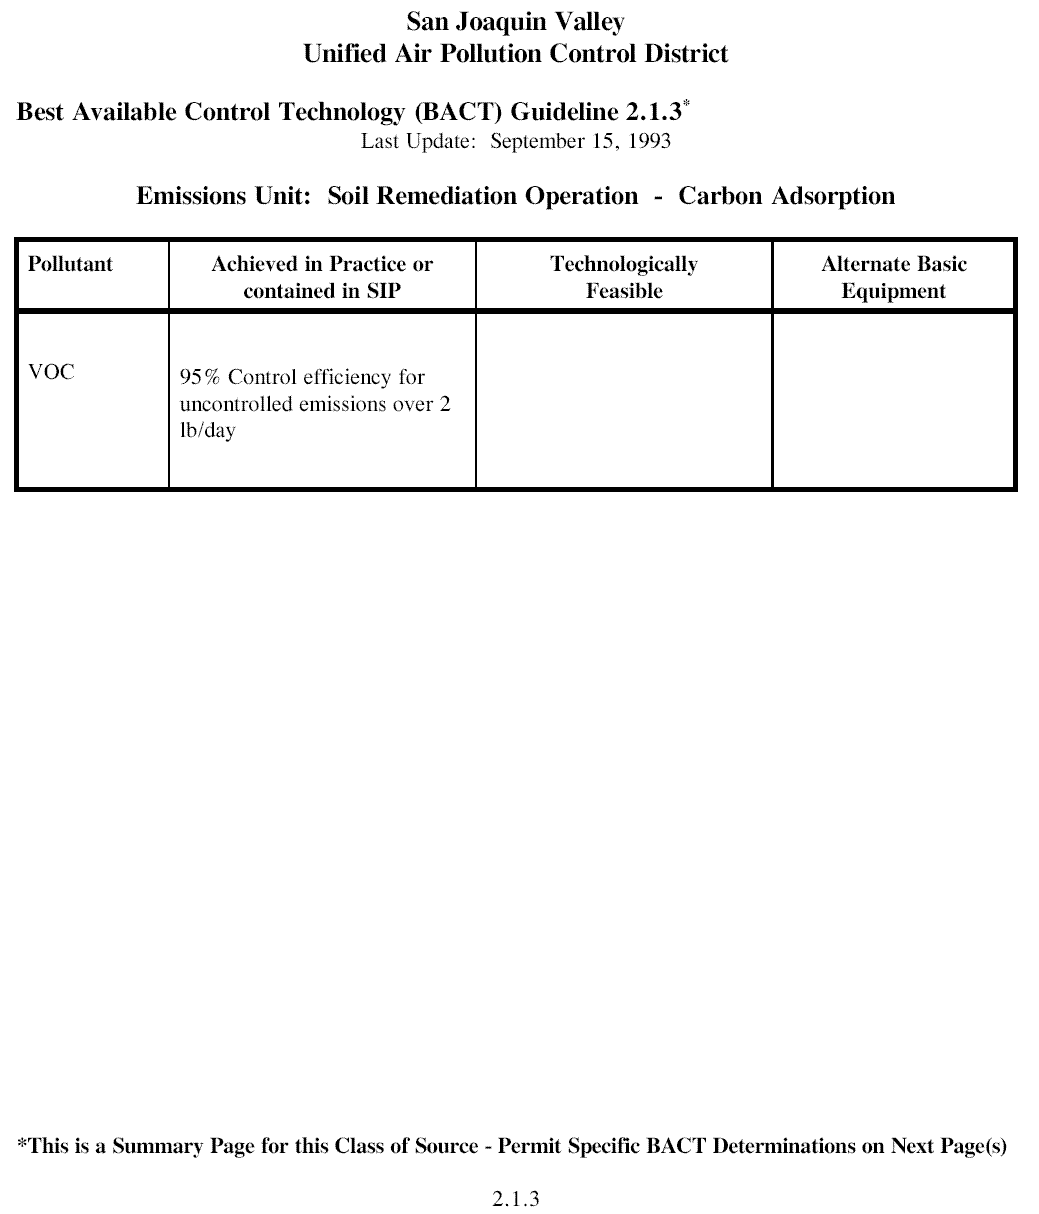 San Joaquin Valley
Unified Air Pollution Control District
Best Available Control Technology (BACT) Guideline 2.1.3*
Last Update: September 15, 1993
Emissions Unit: Soil Remediation Operation - Carbon Adsorption
Pollutant
Achieved in Practice or
contained in SIP
Technologically
Feasible
Alternate Basic
Equipment
VOC
95% Control efficiency for
uncontrolled emissions over 2
lb/day
*This is a Summary Page for this Class of Source - Permit Specific BACT Determinations on Next Page(s)
2.1.3